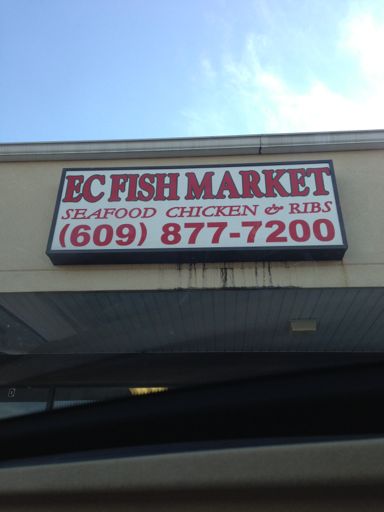 EC FISH MARKET
SEAFOOD CHICKEN & RIBS
(609) 877-7200